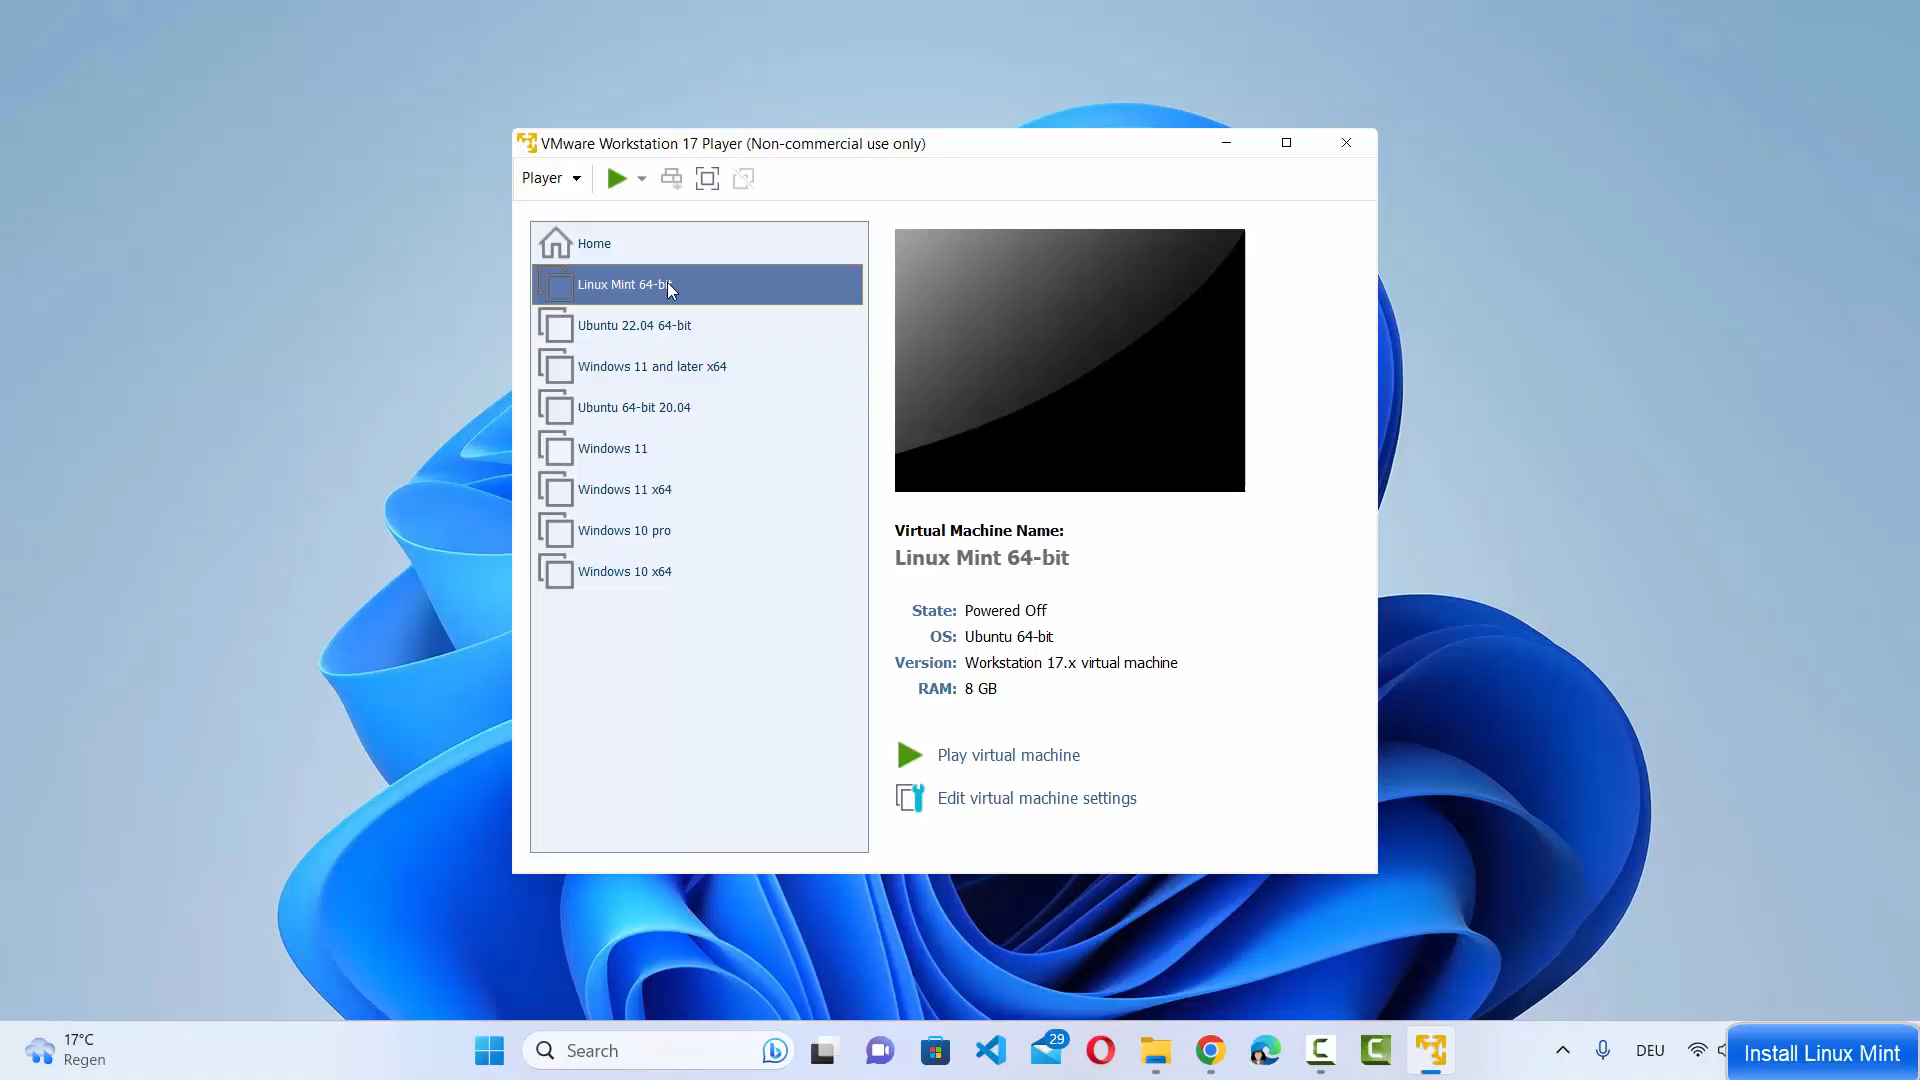 VMware Workstation 17 Player (Non-commercial use only)
Player
Home
Linux Mint 64-bit
Ubuntu 22.04 64-bit
Windows 11 and later x64
Ubuntu 64-bit 20.04
Windows 11
Windows 11 x64
Windows 10 pro
Windows 10 x64
Virtual Machine Name:
Linux Mint 64-bit
State: Powered Off
OS: Ubuntu 64-bit
Version: Workstation 17.x virtual machine
RAM: 8 GB
Play virtual machine
Edit virtual machine settings
17°C
Regen
Search
29
DEU
Install Linux Mint